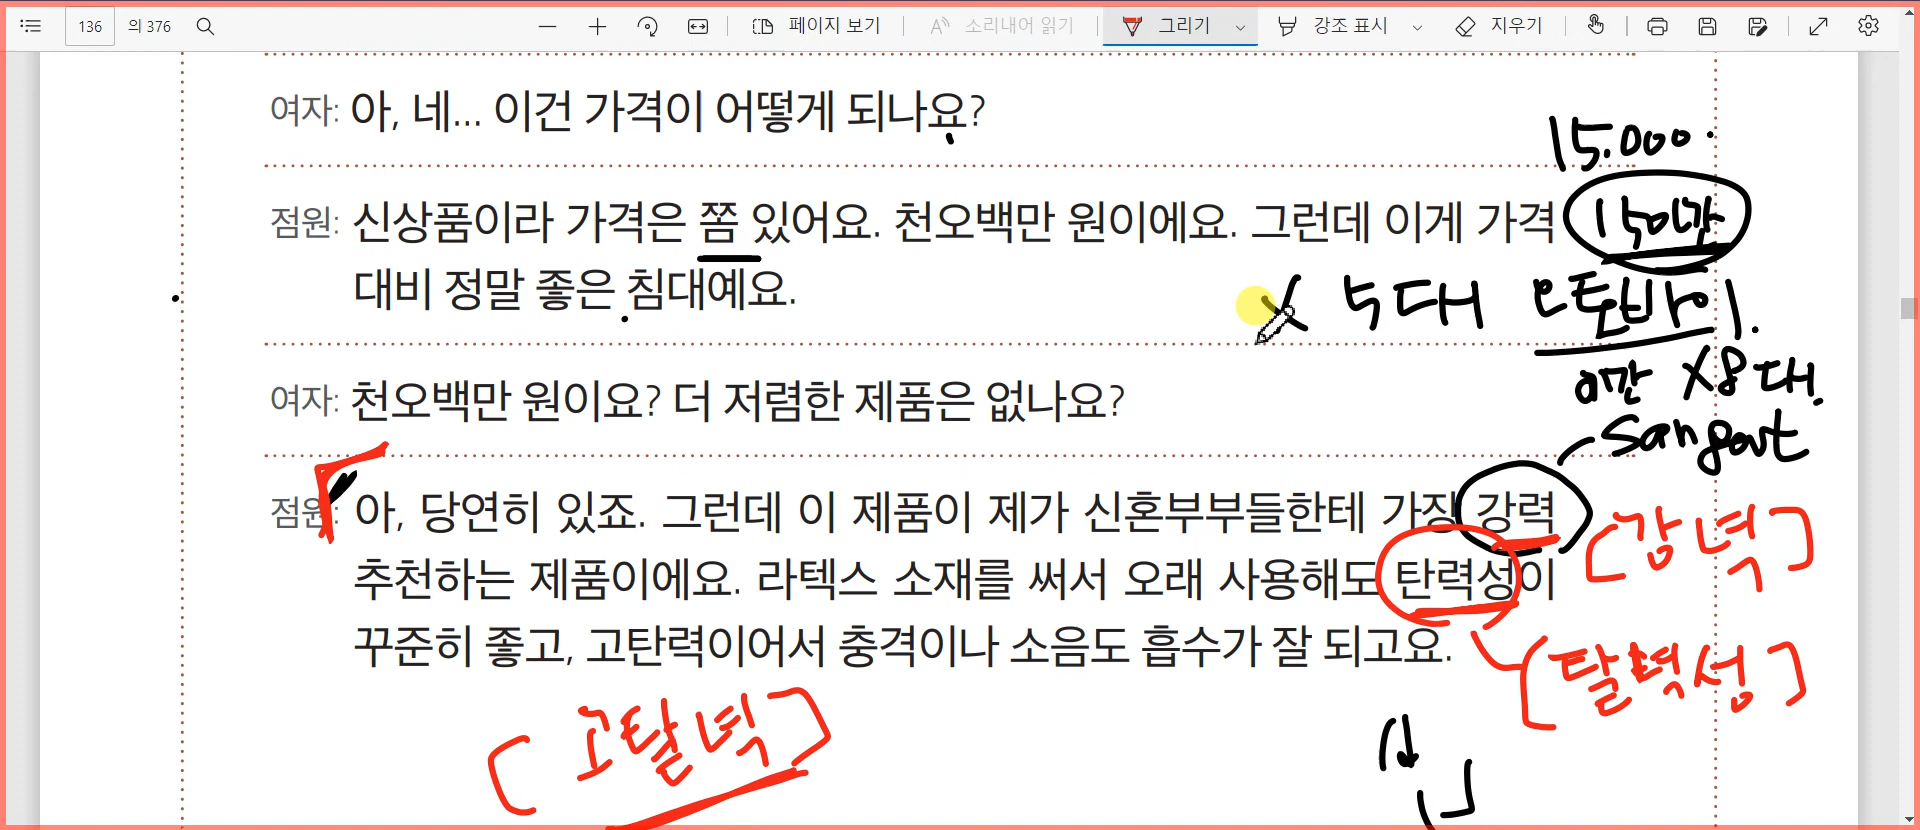 136 의 376 페이지 보기 소리내어 읽기 그리기 강조 표시 지우기
여자: 아, 네... 이건 가격이 어떻게 되나요?
15.000
점원: 신상품이라 가격은 쫌 있어요. 천오백만 원이에요. 그런데 이게 가격
150만
대비 정말 좋은 침대예요.
X 5대 오토바이.
이깐 X8대.
여자: 천오백만 원이요? 더 저렴한 제품은 없나요?
점원: 아, 당연히 있죠. 그런데 이 제품이 제가 신혼부부들한테 가장 강력
[강녁]
추천하는 제품이에요. 라텍스 소재를 써서 오래 사용해도 탄력성이
꾸준히 좋고, 고탄력이어서 충격이나 소음도 흡수가 잘 되고요.
[탈력성]
[고탈녁]